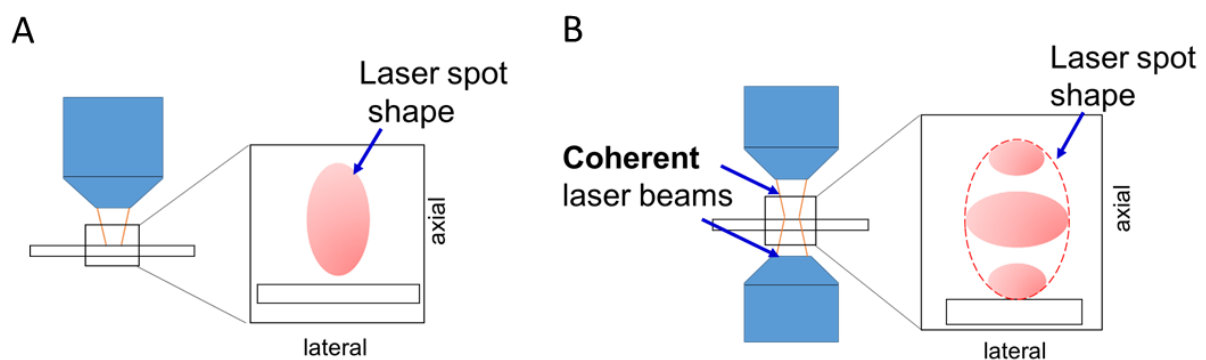 A
Laser spot
shape
axial
lateral
B
Coherent
laser beams
Laser spot
shape
axial
lateral